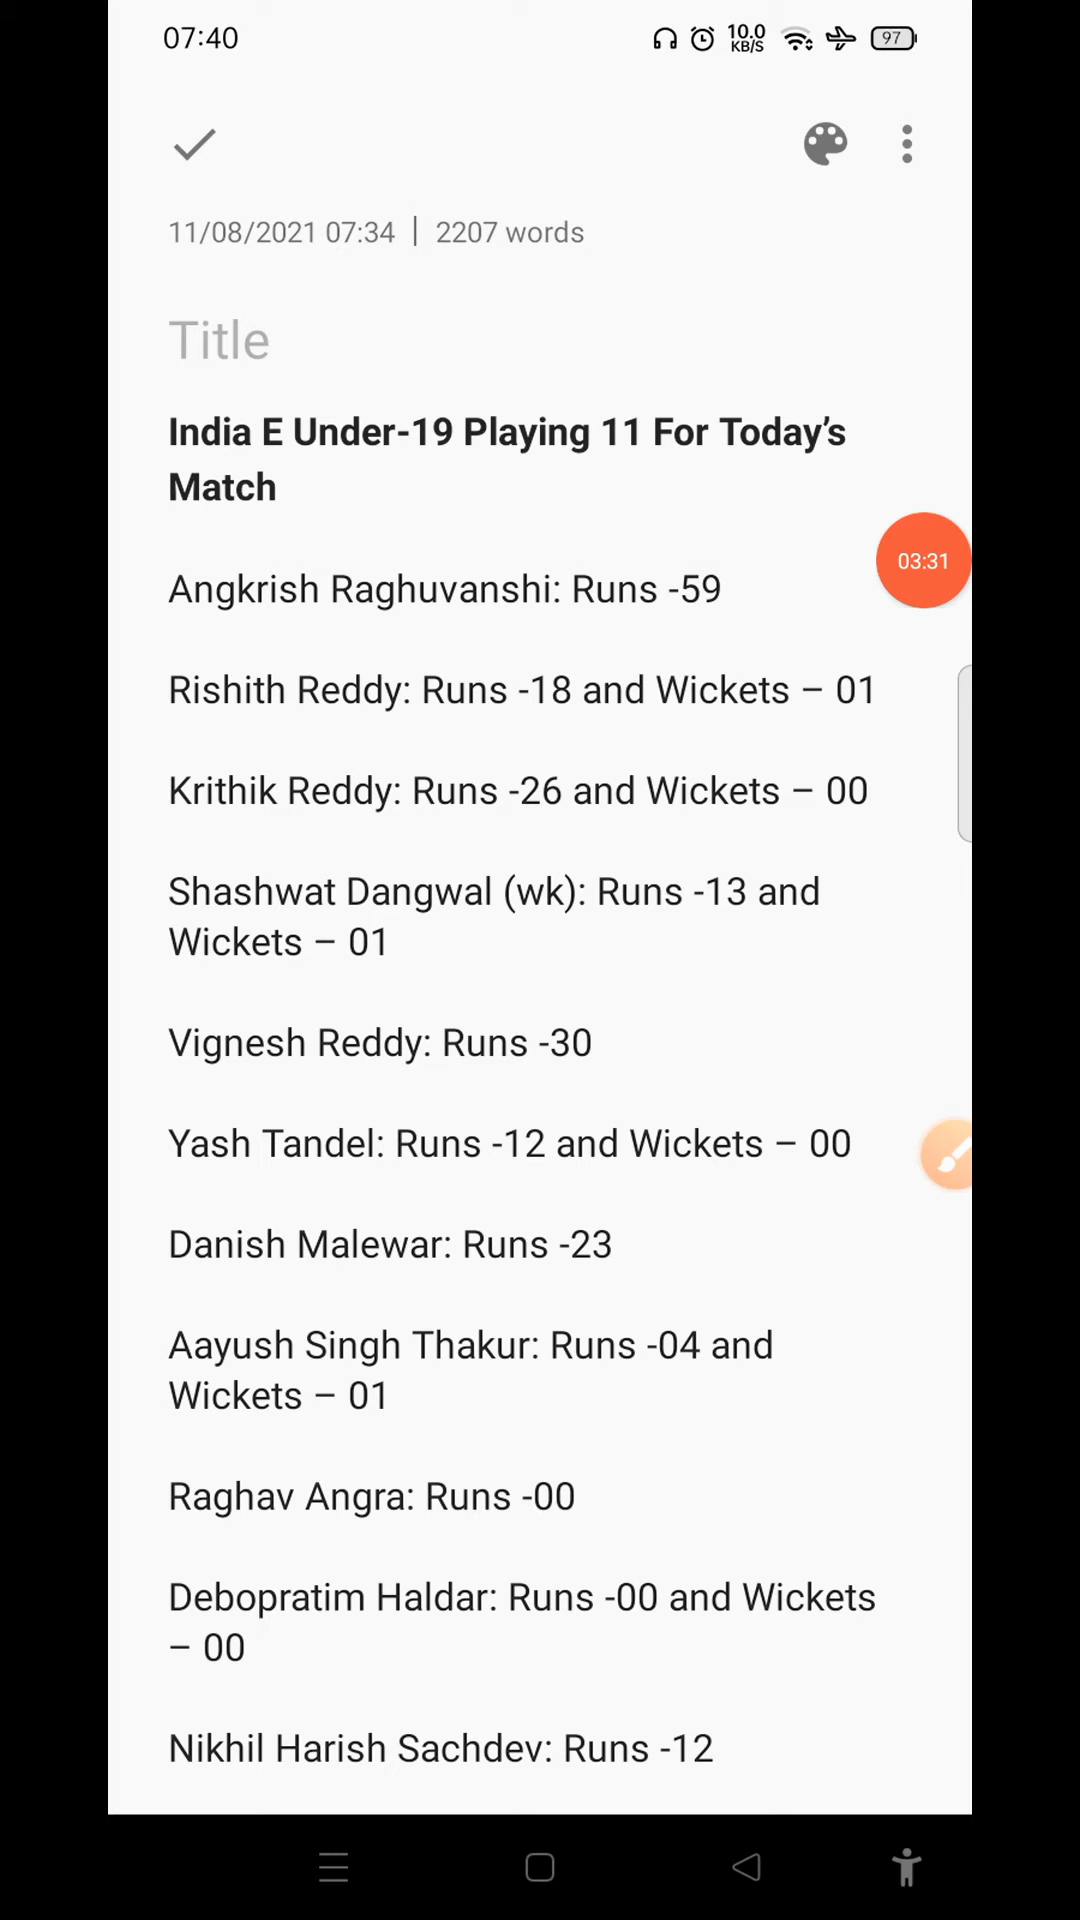 07:40
10.0
KB/S
97
11/08/2021 07:34 | 2207 words
Title
India E Under-19 Playing 11 For Today’s
Match
03:31
Angkrish Raghuvanshi: Runs -59
Rishith Reddy: Runs -18 and Wickets – 01
Krithik Reddy: Runs -26 and Wickets – 00
Shashwat Dangwal (wk): Runs -13 and
Wickets – 01
Vignesh Reddy: Runs -30
Yash Tandel: Runs -12 and Wickets – 00
Danish Malewar: Runs -23
Aayush Singh Thakur: Runs -04 and
Wickets – 01
Raghav Angra: Runs -00
Debopratim Haldar: Runs -00 and Wickets
– 00
Nikhil Harish Sachdev: Runs -12